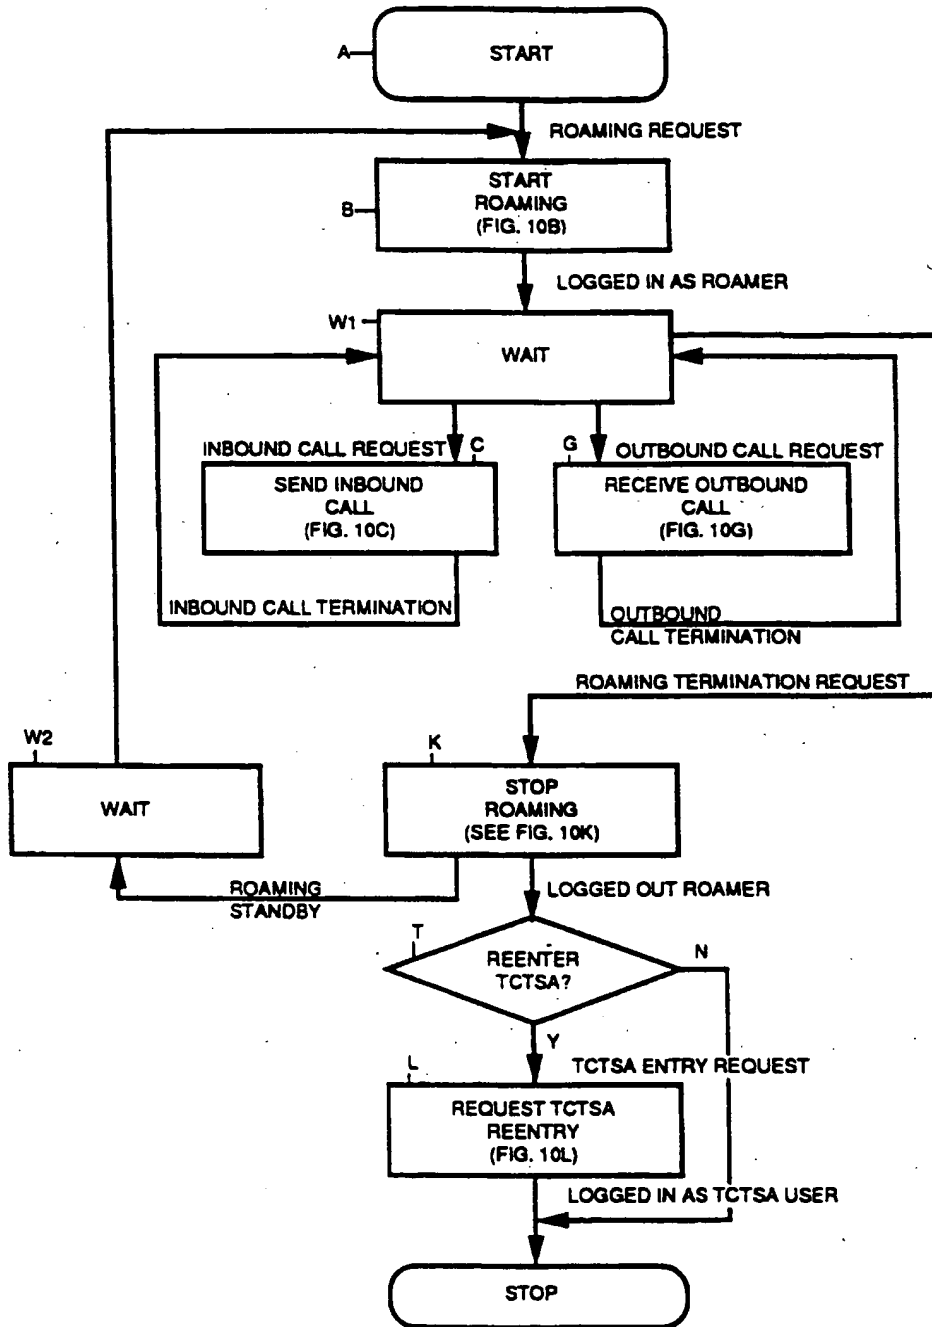 A
START
ROAMING REQUEST
B
START
ROAMING
(FIG. 10B)
LOGGED IN AS ROAMER
W1
WAIT
INBOUND CALL REQUEST
C
SEND INBOUND
CALL
(FIG. 10C)
G
OUTBOUND CALL REQUEST
RECEIVE OUTBOUND
CALL
(FIG. 10G)
INBOUND CALL TERMINATION
OUTBOUND
CALL TERMINATION
ROAMING TERMINATION REQUEST
W2
WAIT
K
STOP
ROAMING
(SEE FIG. 10K)
ROAMING
STANDBY
LOGGED OUT ROAMER
T
REENTER
TCTSA?
N
Y
TCTSA ENTRY REQUEST
L
REQUEST TCTSA
REENTRY
(FIG. 10L)
LOGGED IN AS TCTSA USER
STOP